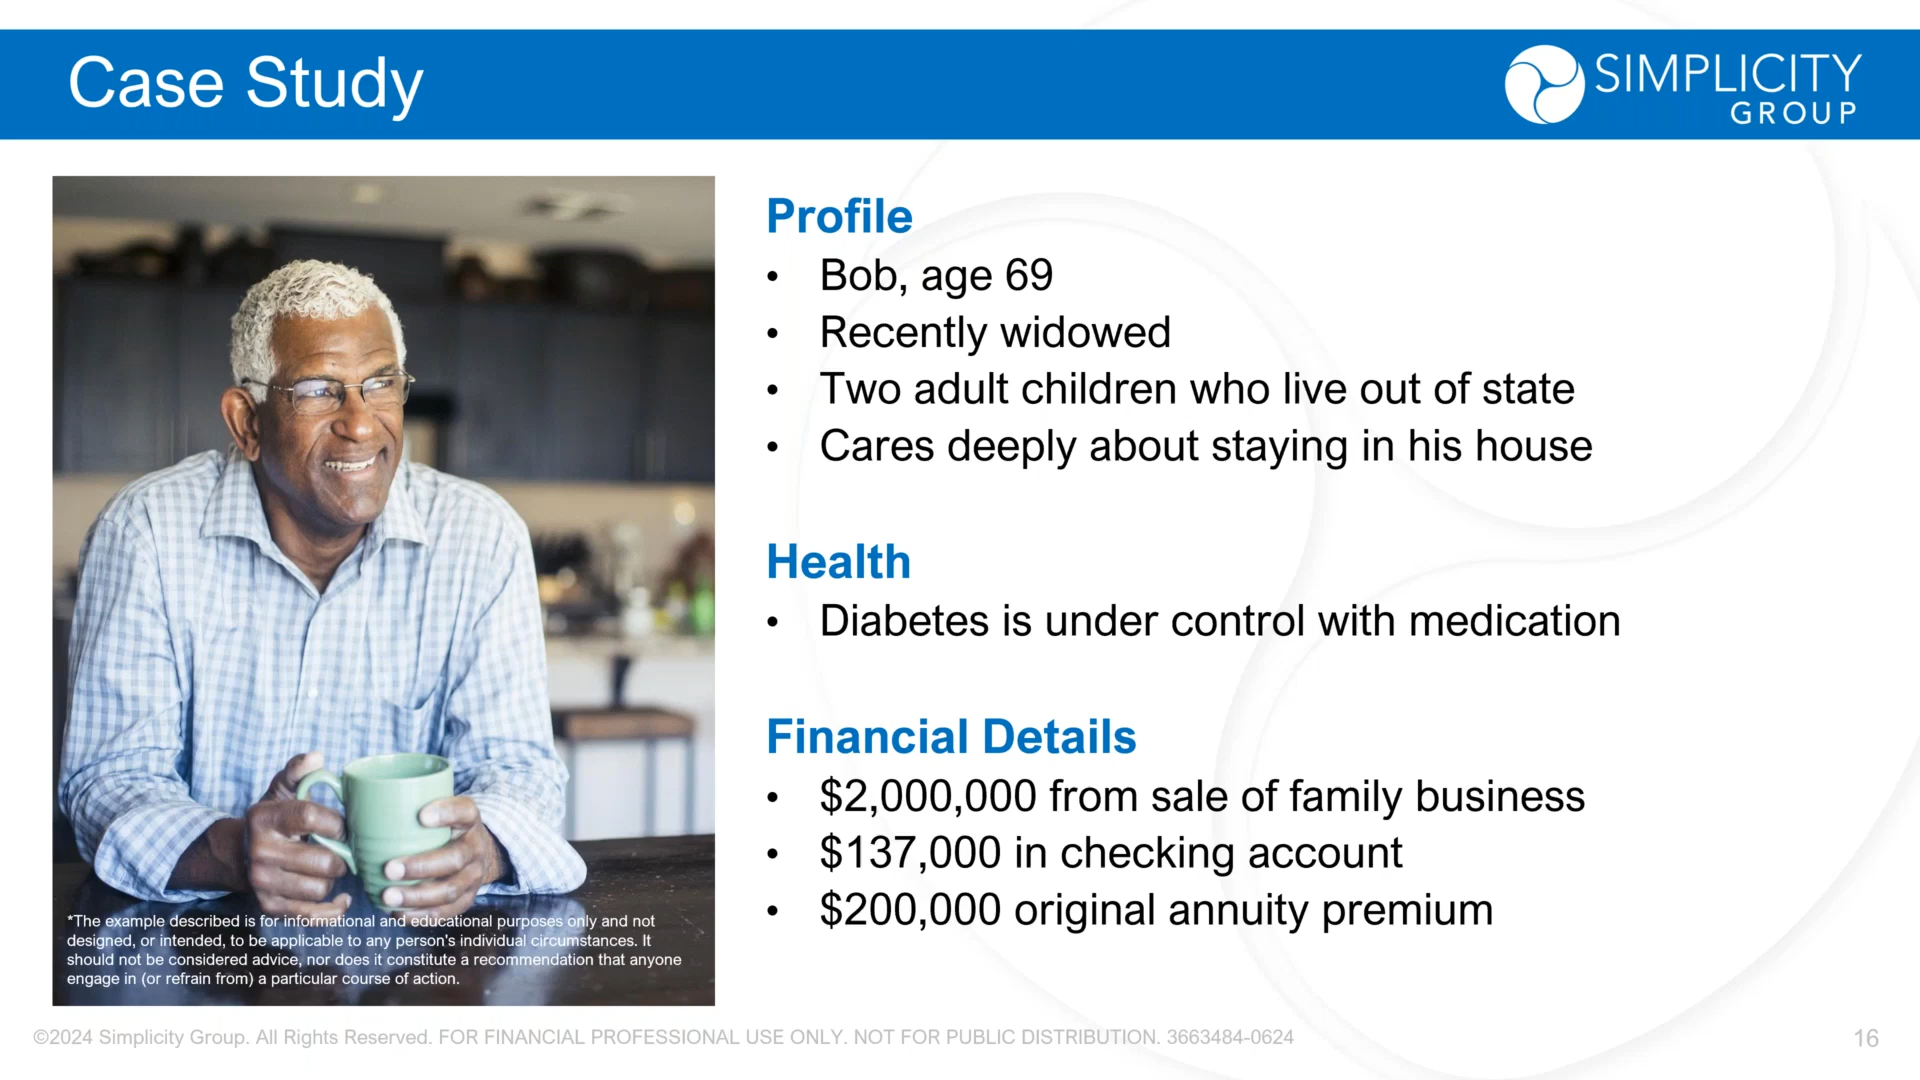 Case Study
SIMPLICITY
GROUP
Profile
• Bob, age 69
• Recently widowed
• Two adult children who live out of state
• Cares deeply about staying in his house
Health
• Diabetes is under control with medication
Financial Details
• $2,000,000 from sale of family business
• $137,000 in checking account
• $200,000 original annuity premium
*The example described is for informational and educational purposes only and not
designed, or intended, to be applicable to any person's individual circumstances. It
should not be considered advice, nor does it constitute a recommendation that anyone
engage in (or refrain from) a particular course of action.
©2024 Simplicity Group. All Rights Reserved. FOR FINANCIAL PROFESSIONAL USE ONLY. NOT FOR PUBLIC DISTRIBUTION. 3663484-0624
16